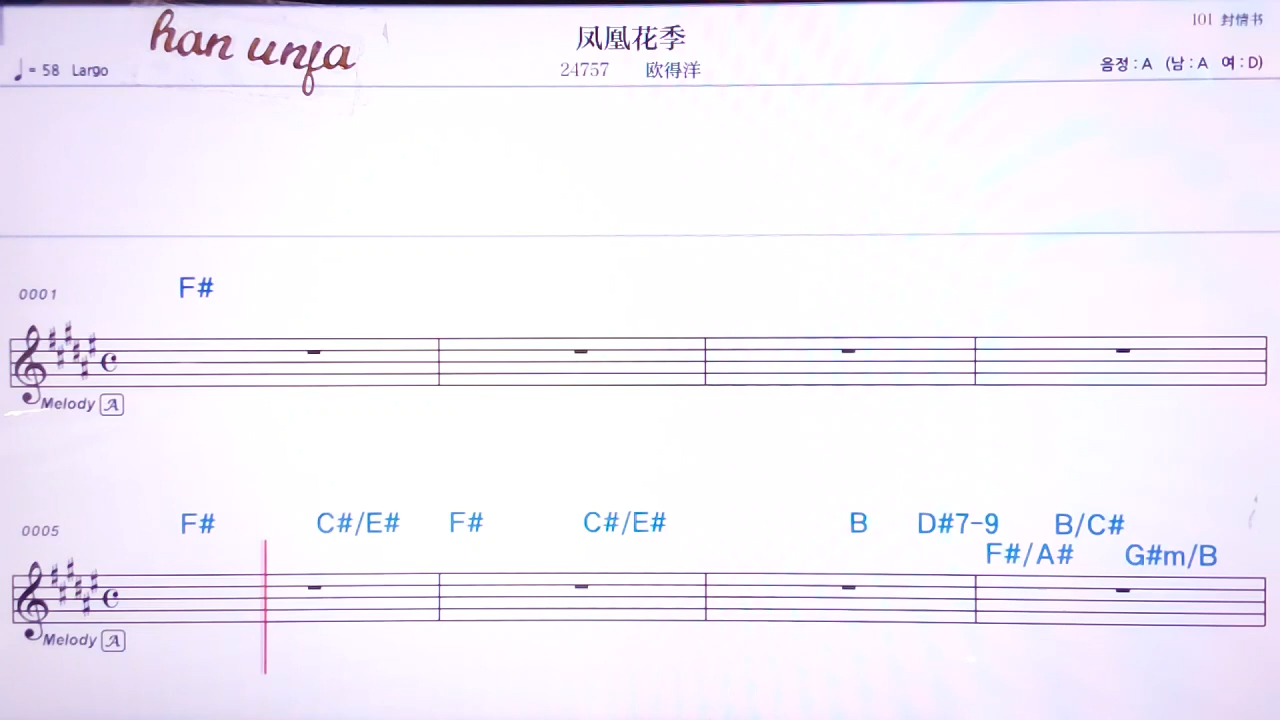 han unfa
凤凰花季
101 封情书
♩= 58 Largo
24757 欧得洋
음정 : A (남 : A 여 : D)
0001
F#
Melody A
0005
F# C#/E# F# C#/E# B D#7-9 B/C#
F#/A# G#m/B
Melody A